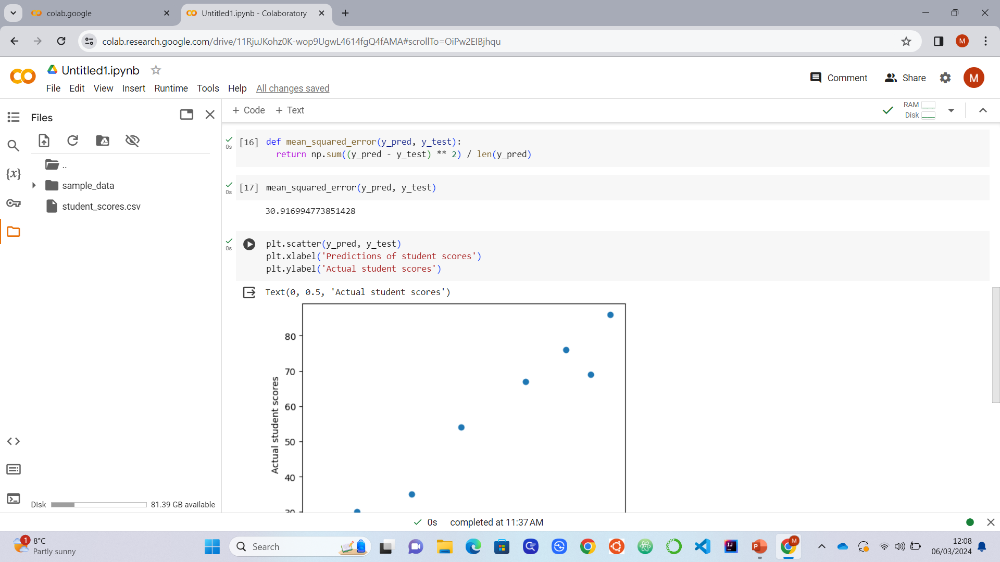 colab.google
Untitled1.ipynb - Colaboratory
colab.research.google.com/drive/11RjuJKohz0K-wop9UgwL4614fgQ4fAMA#scrollTo=OiPw2EIBjhqu
M
Untitled1.ipynb
File Edit View Insert Runtime Tools Help All changes saved
Comment Share M
Files
+ Code + Text
RAM
Disk
{x}
..
sample_data
student_scores.csv
0s
[16] def mean_squared_error(y_pred, y_test):
return np.sum((y_pred - y_test) ** 2) / len(y_pred)
0s
[17] mean_squared_error(y_pred, y_test)
30.916994773851428
0s
plt.scatter(y_pred, y_test)
plt.xlabel('Predictions of student scores')
plt.ylabel('Actual student scores')
Text(0, 0.5, 'Actual student scores')
80
70
60
50
40
30
Actual student scores
Disk 81.39 GB available
0s completed at 11:37 AM
1
8°C
Partly sunny
Search
M
12:08
06/03/2024